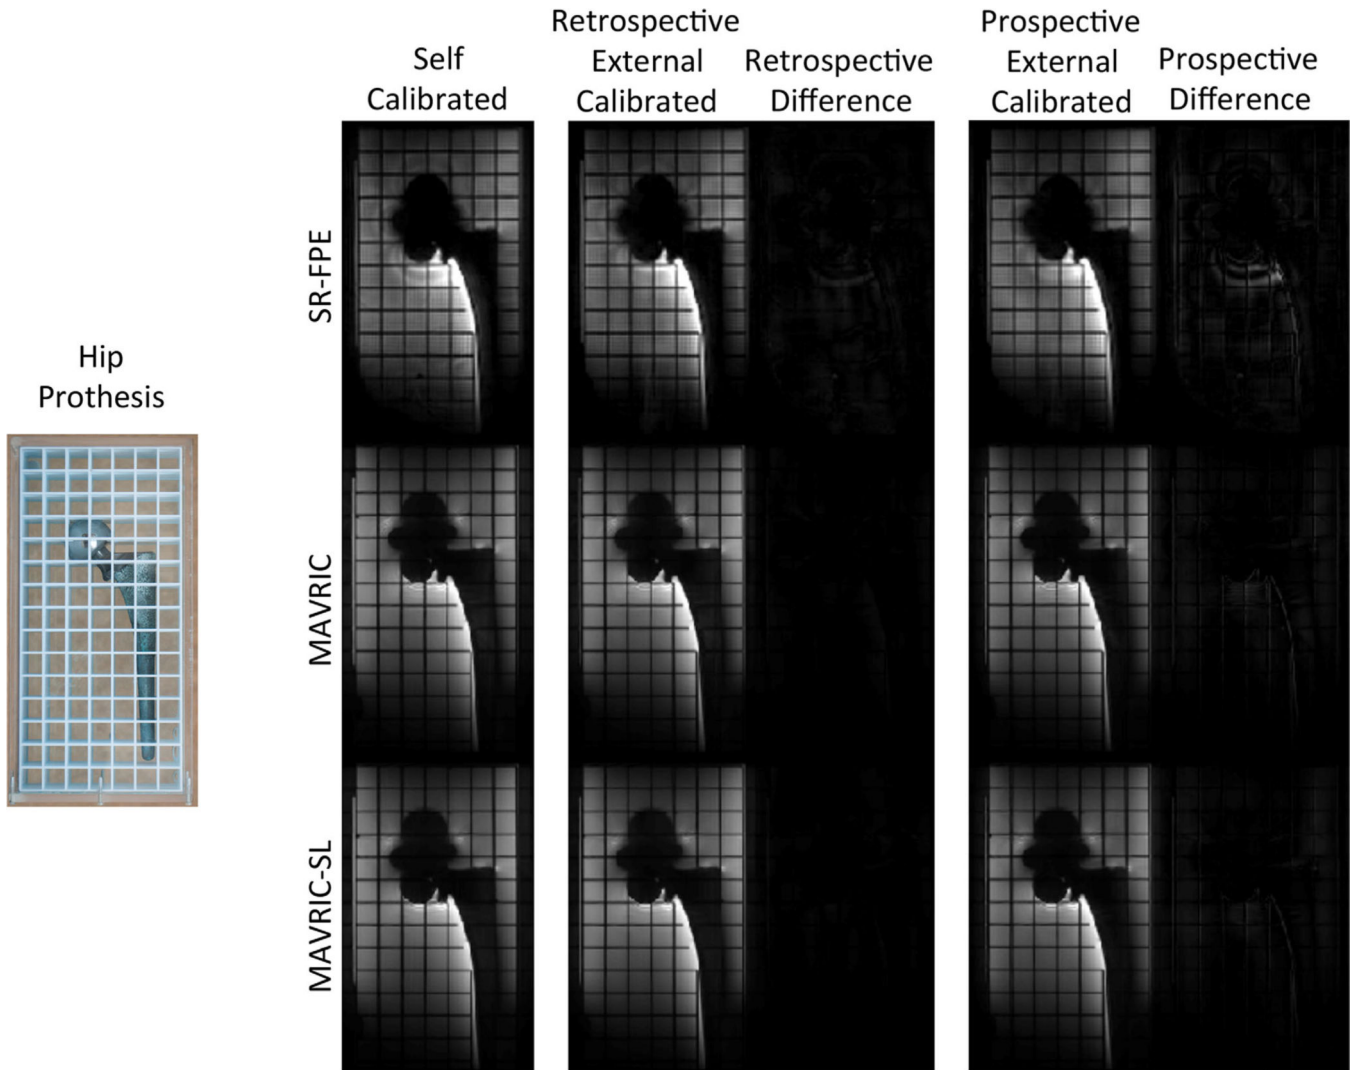 Self
Calibrated
Retrospective
External
Calibrated
Retrospective
Difference
Prospective
External
Calibrated
Prospective
Difference
SR-FPE
Hip
Prothesis
MAVRIC
MAVRIC-SL